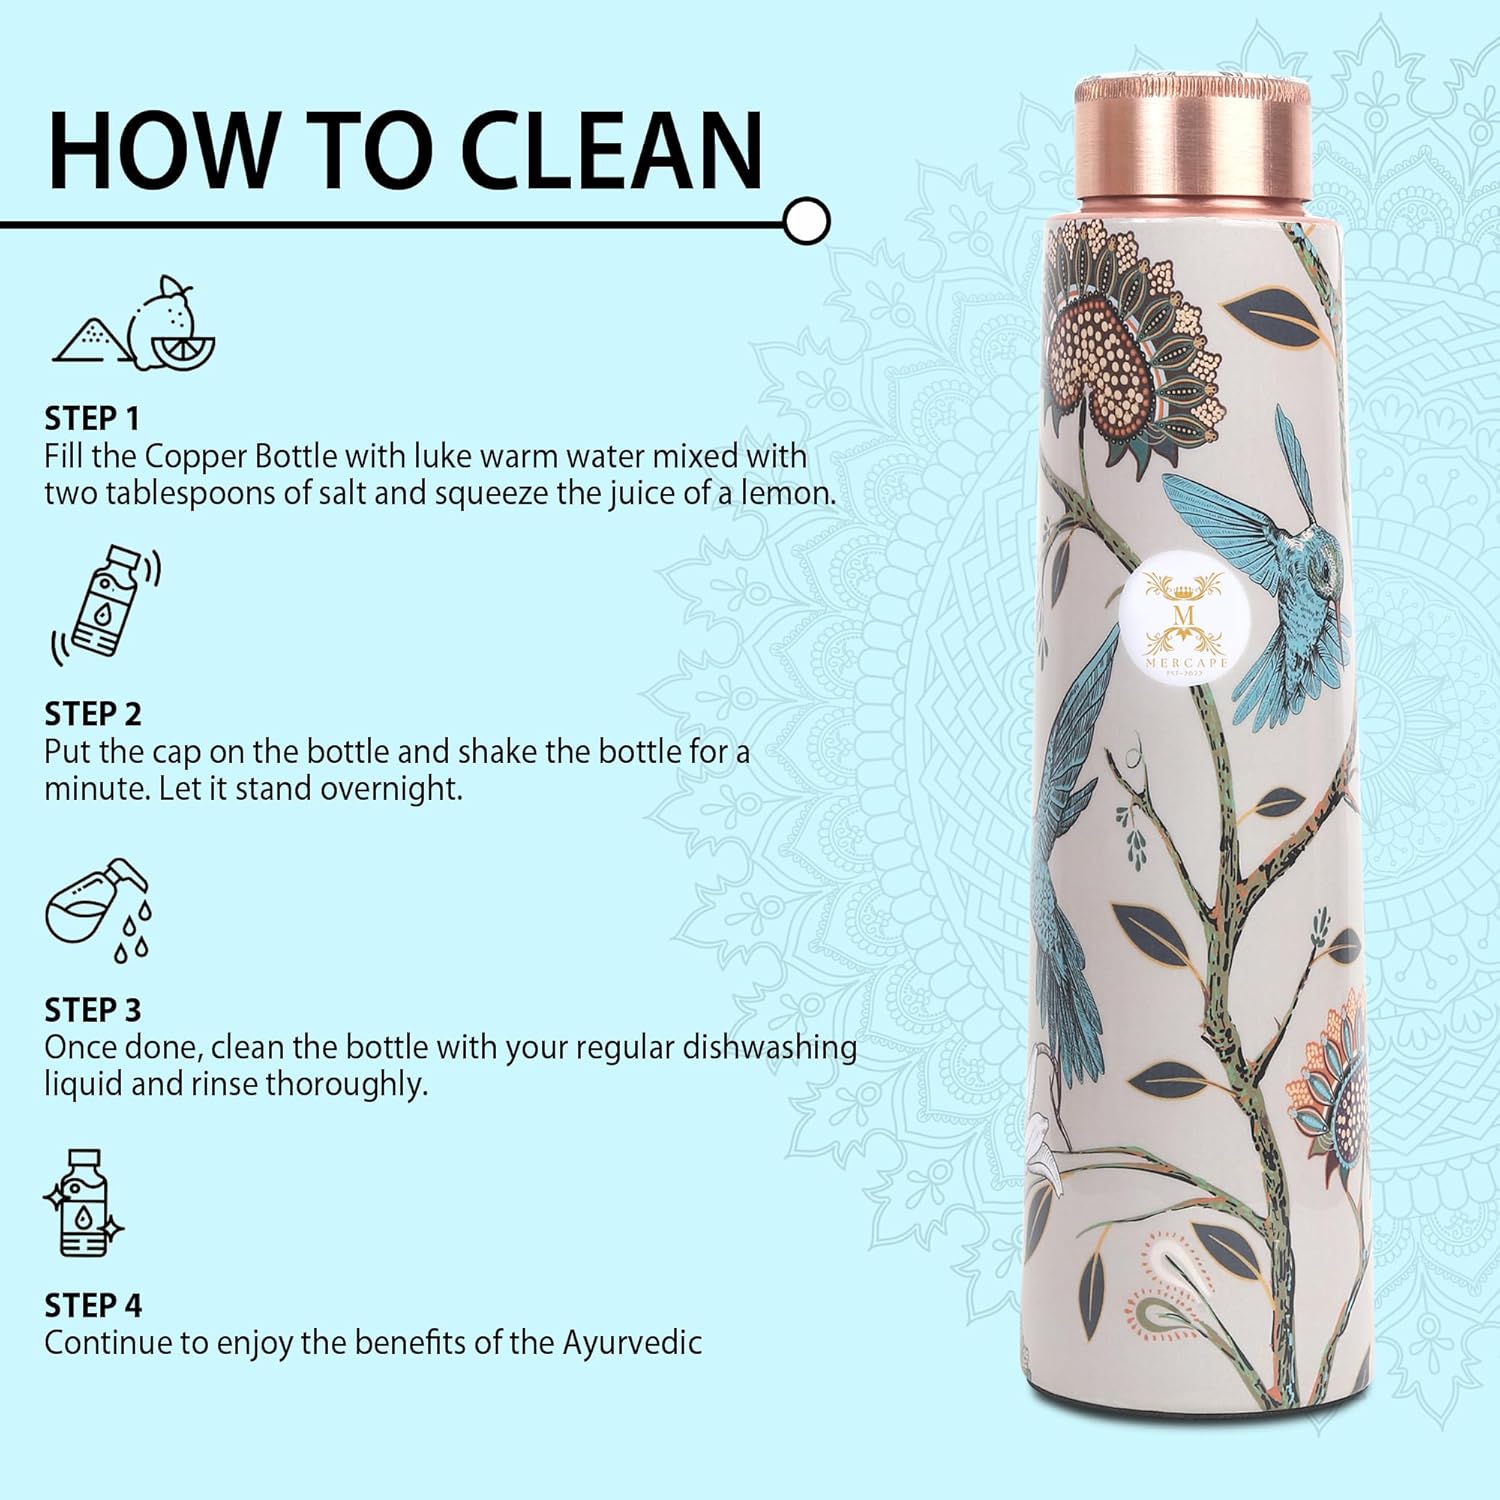 HOW TO CLEAN
STEP 1
Fill the Copper Bottle with luke warm water mixed with
two tablespoons of salt and squeeze the juice of a lemon.
STEP 2
Put the cap on the bottle and shake the bottle for a
minute. Let it stand overnight.
STEP 3
Once done, clean the bottle with your regular dishwashing
liquid and rinse thoroughly.
STEP 4
Continue to enjoy the benefits of the Ayurvedic
M
MERCAPE
EST-2022